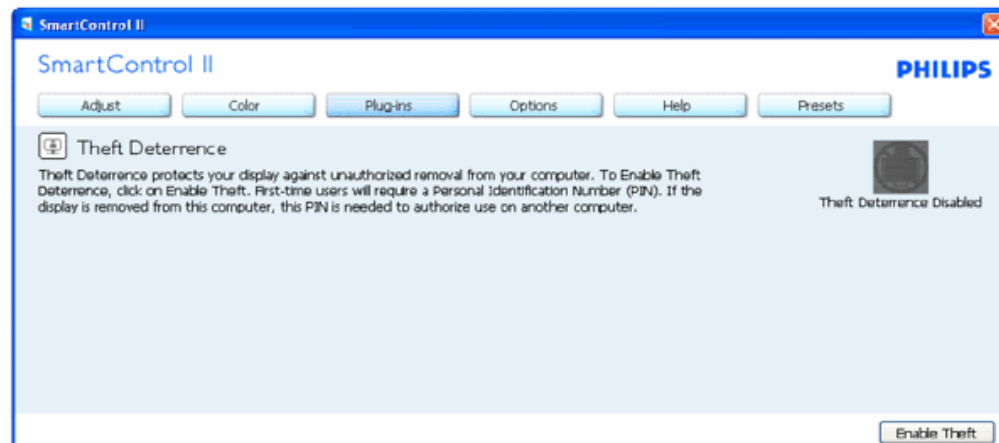 SmartControl II
SmartControl II
PHILIPS
Adjust Color Plug-ins Options Help Presets
Theft Deterrence
Theft Deterrence protects your display against unauthorized removal from your computer. To Enable Theft
Deterrence, click on Enable Theft. First-time users will require a Personal Identification Number (PIN). If the
display is removed from this computer, this PIN is needed to authorize use on another computer.
Theft Deterrence Disabled
Enable Theft